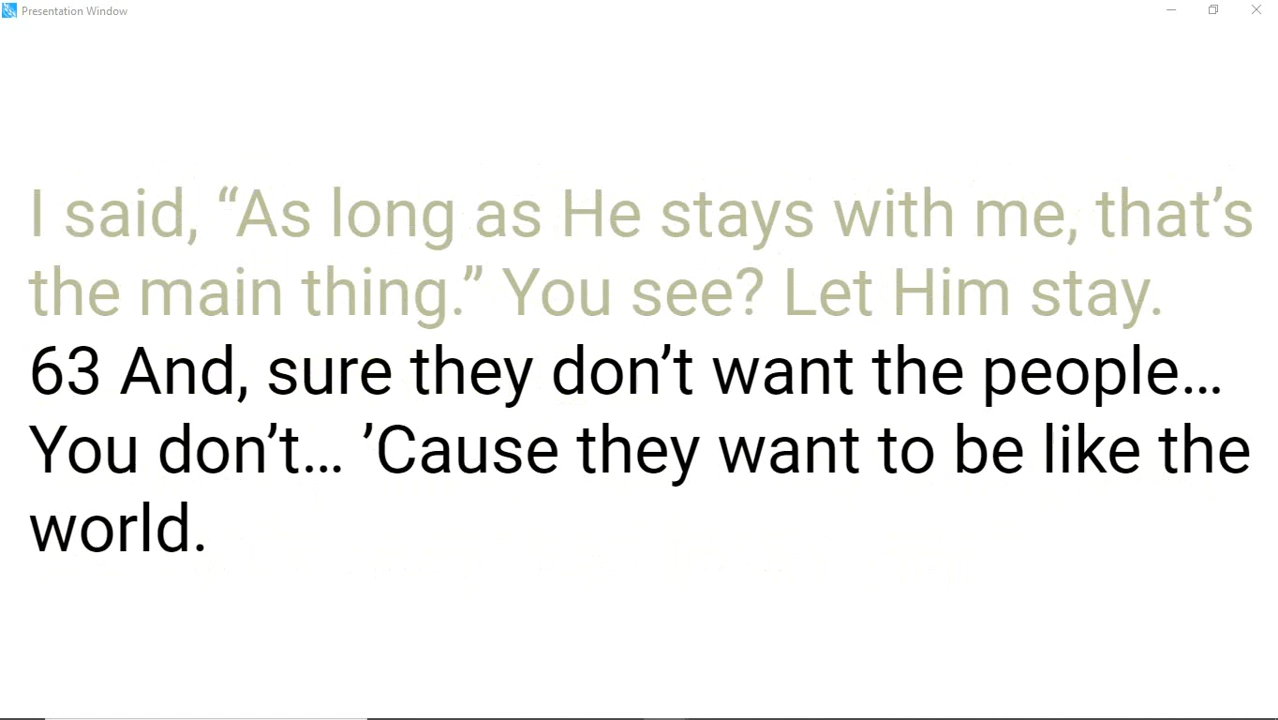 Presentation Window
I said, “As long as He stays with me, that’s
the main thing.” You see? Let Him stay.
63 And, sure they don’t want the people…
You don’t… ’Cause they want to be like the
world.